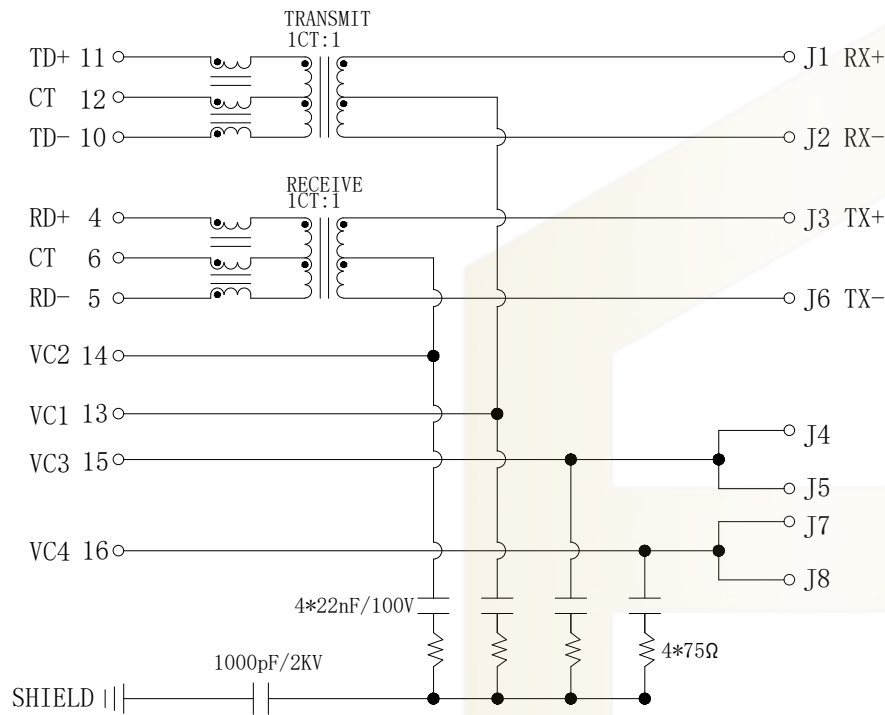 TRANSMIT
1CT:1
TD+ 11
J1 RX+
CT 12
TD- 10
J2 RX-
RECEIVE
1CT:1
RD+ 4
J3 TX+
CT 6
RD- 5
J6 TX-
VC2 14
VC1 13
J4
VC3 15
J5
J7
VC4 16
J8
4*22nF/100V
4*75Ω
1000pF/2KV
SHIELD